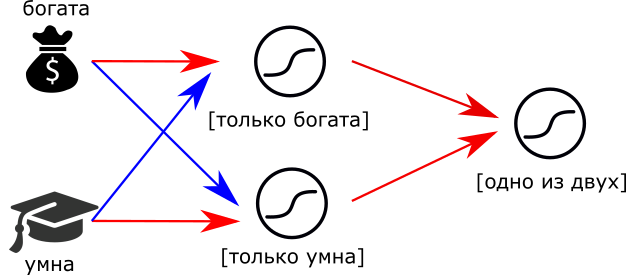 богата
$
[только богата]
[одно из двух]
[только умна]
умна